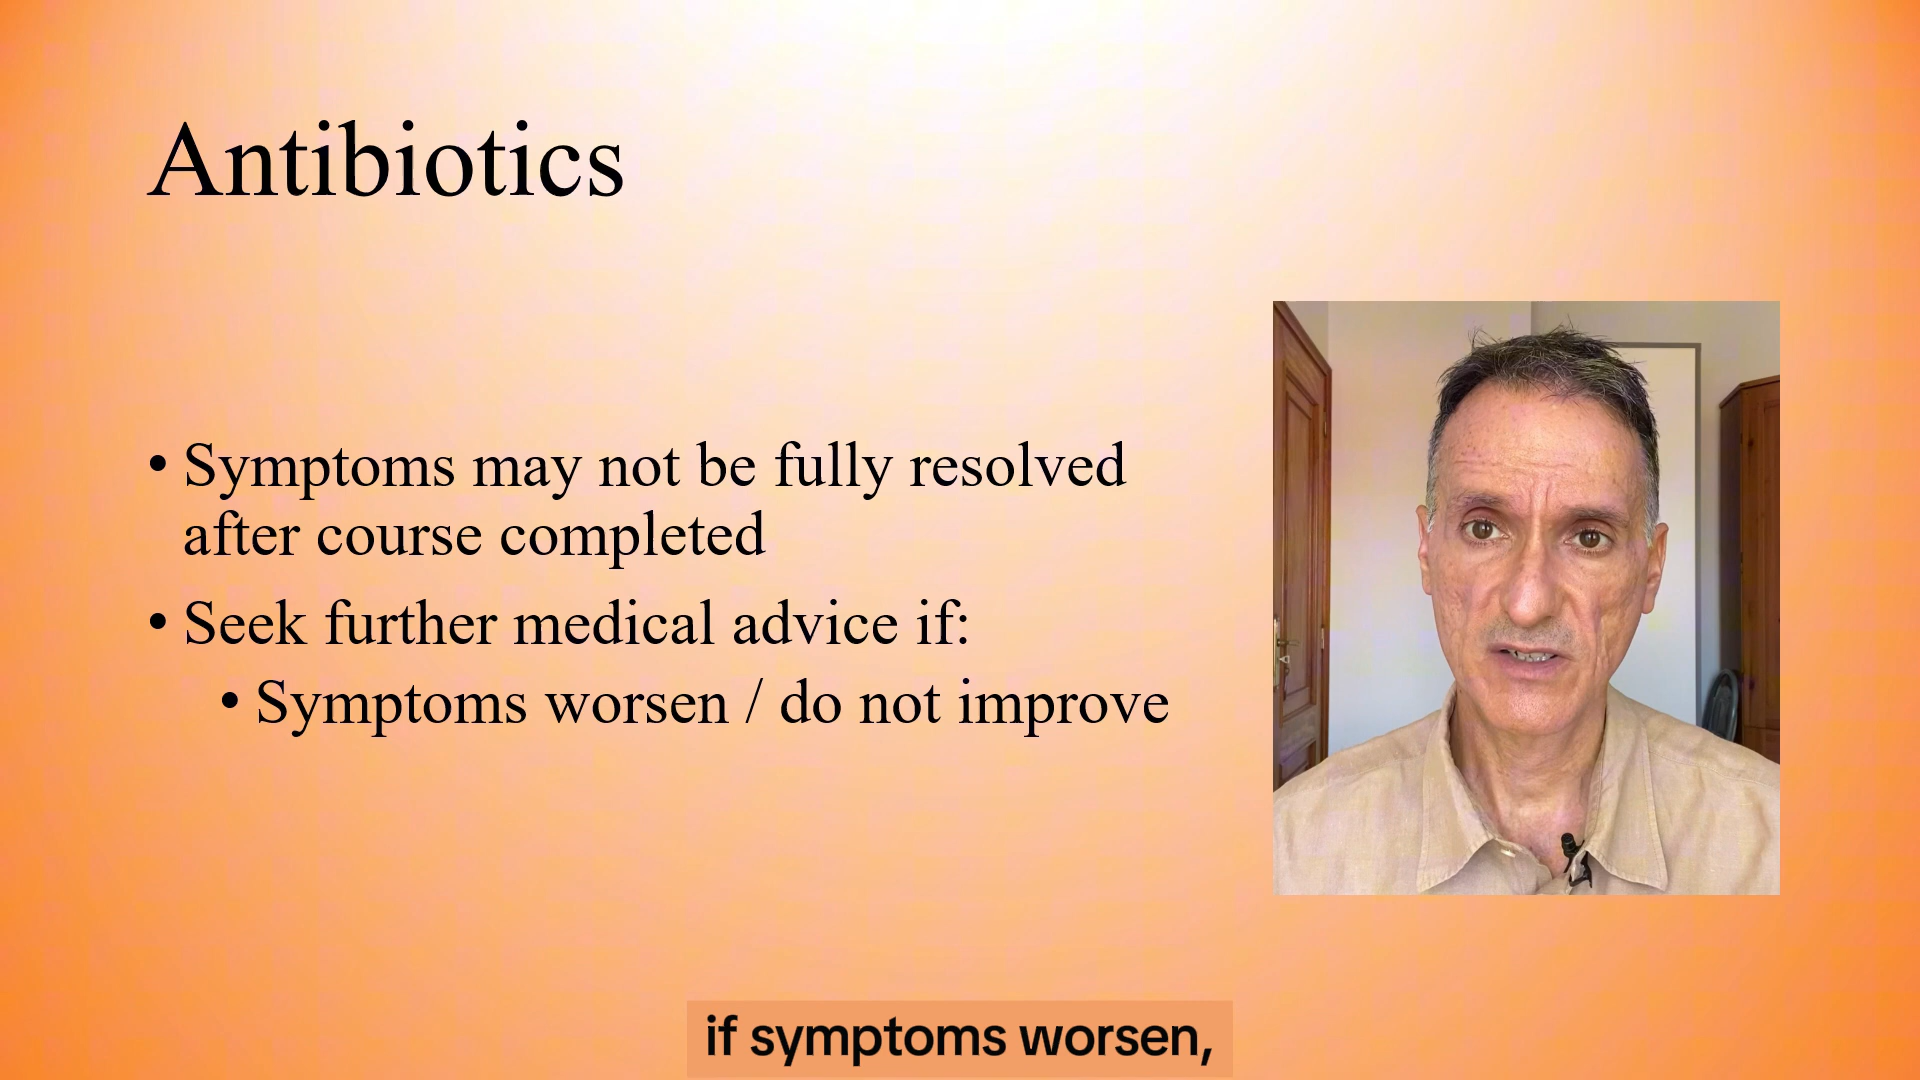 Antibiotics
• Symptoms may not be fully resolved
after course completed
• Seek further medical advice if:
• Symptoms worsen / do not improve
if symptoms worsen,